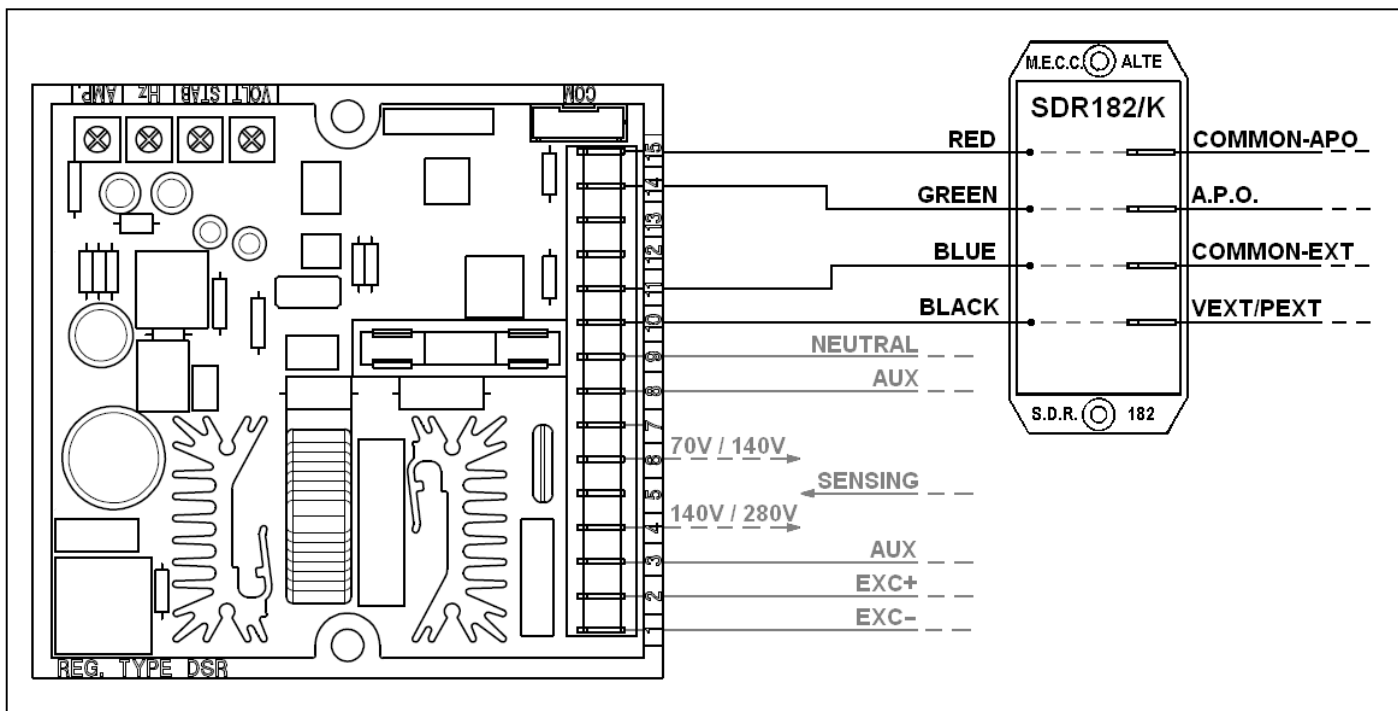 AMP. Hz STAB VOLT
COM
15
14
13
12
11
10
9
8
7
6
5
4
3
2
1
REG. TYPE DSR
RED
GREEN
BLUE
BLACK
NEUTRAL
AUX
70V / 140V
SENSING
140V / 280V
AUX
EXC+
EXC–
M.E.C.C. ALTE
SDR182/K
COMMON-APO
A.P.O.
COMMON-EXT
VEXT/PEXT
S.D.R. 182